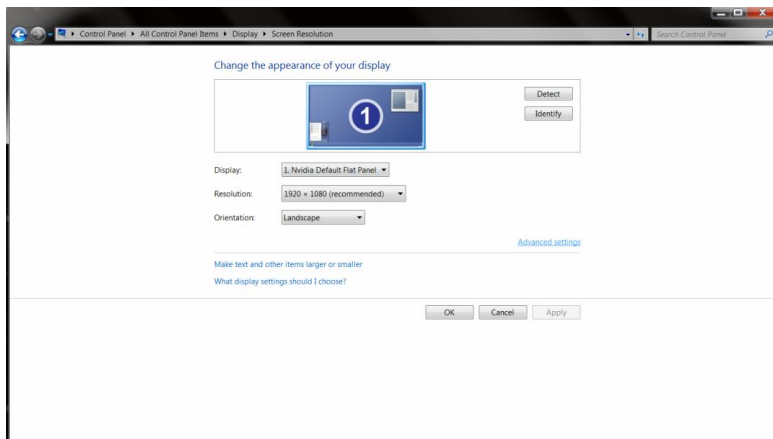 Control Panel ▸ All Control Panel Items ▸ Display ▸ Screen Resolution
Search Control Panel
Change the appearance of your display
1
Detect
Identify
Display: 1. Nvidia Default Flat Panel
Resolution: 1920 × 1080 (recommended)
Orientation: Landscape
Advanced settings
Make text and other items larger or smaller
What display settings should I choose?
OK Cancel Apply